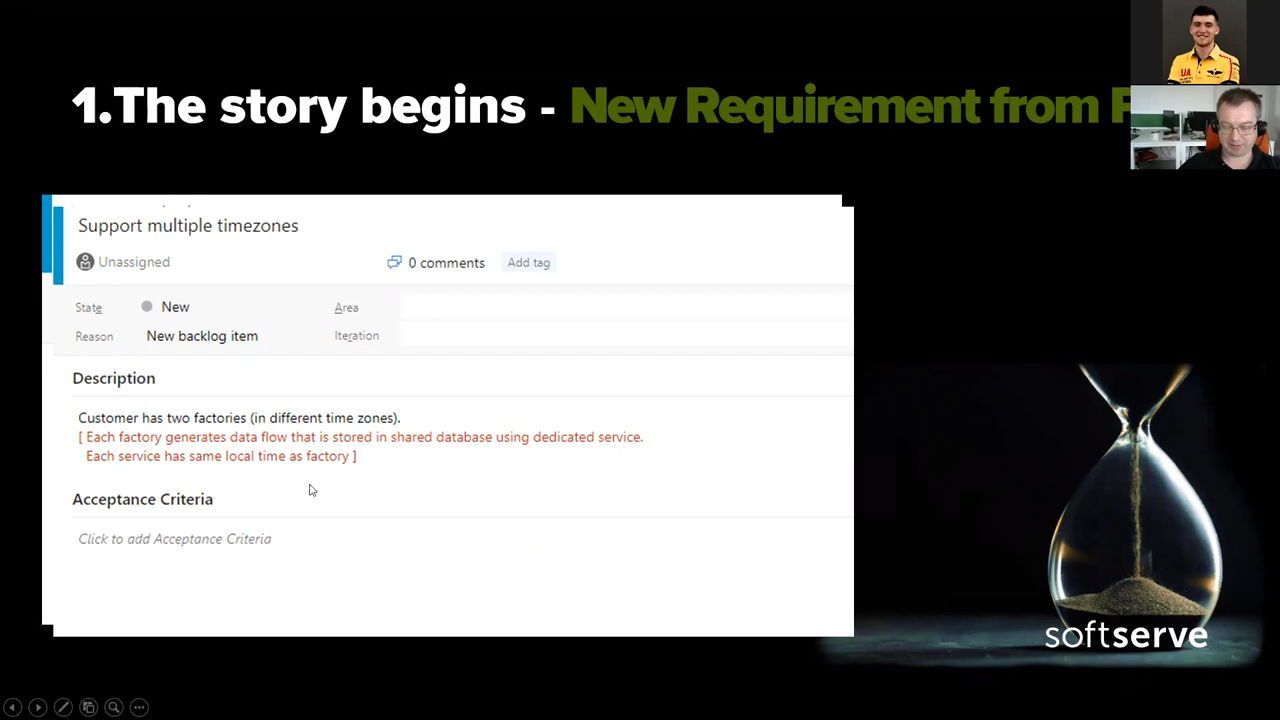 1.The story begins - New Requirement from
Support multiple timezones
Unassigned
0 comments
Add tag
State
New
Area
Reason
New backlog item
Iteration
Description
Customer has two factories (in different time zones).
[ Each factory generates data flow that is stored in shared database using dedicated service.
Each service has same local time as factory ]
Acceptance Criteria
Click to add Acceptance Criteria
softserve
UA